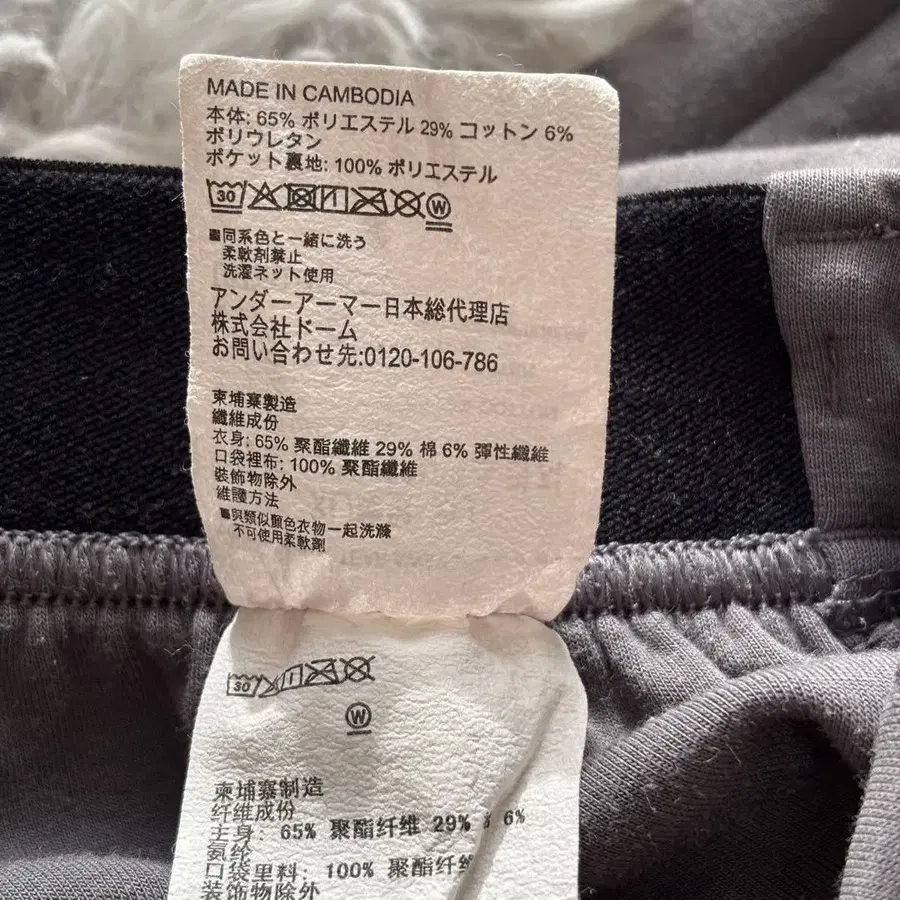 MADE IN CAMBODIA
本体: 65% ポリエステル 29% コットン 6%
ポリウレタン
ポケット裏地: 100% ポリエステル
30
W
■同系色と一緒に洗う
柔軟剤禁止
洗濯ネット使用
アンダーアーマー日本総代理店
株式会社ドーム
お問い合わせ先:0120-106-786
柬埔寨製造
纖維成份
衣身: 65% 聚酯纖維 29% 棉 6% 彈性纖維
口袋裡布: 100% 聚酯纖維
裝飾物除外
維護方法
■與類似顏色衣物一起洗滌
不可使用柔軟劑
30
W
柬埔寨制造
纤维成份
主身: 65% 聚酯纤维 29% 6%
氨纶
口袋里料: 100% 聚酯纤维
装饰物除外